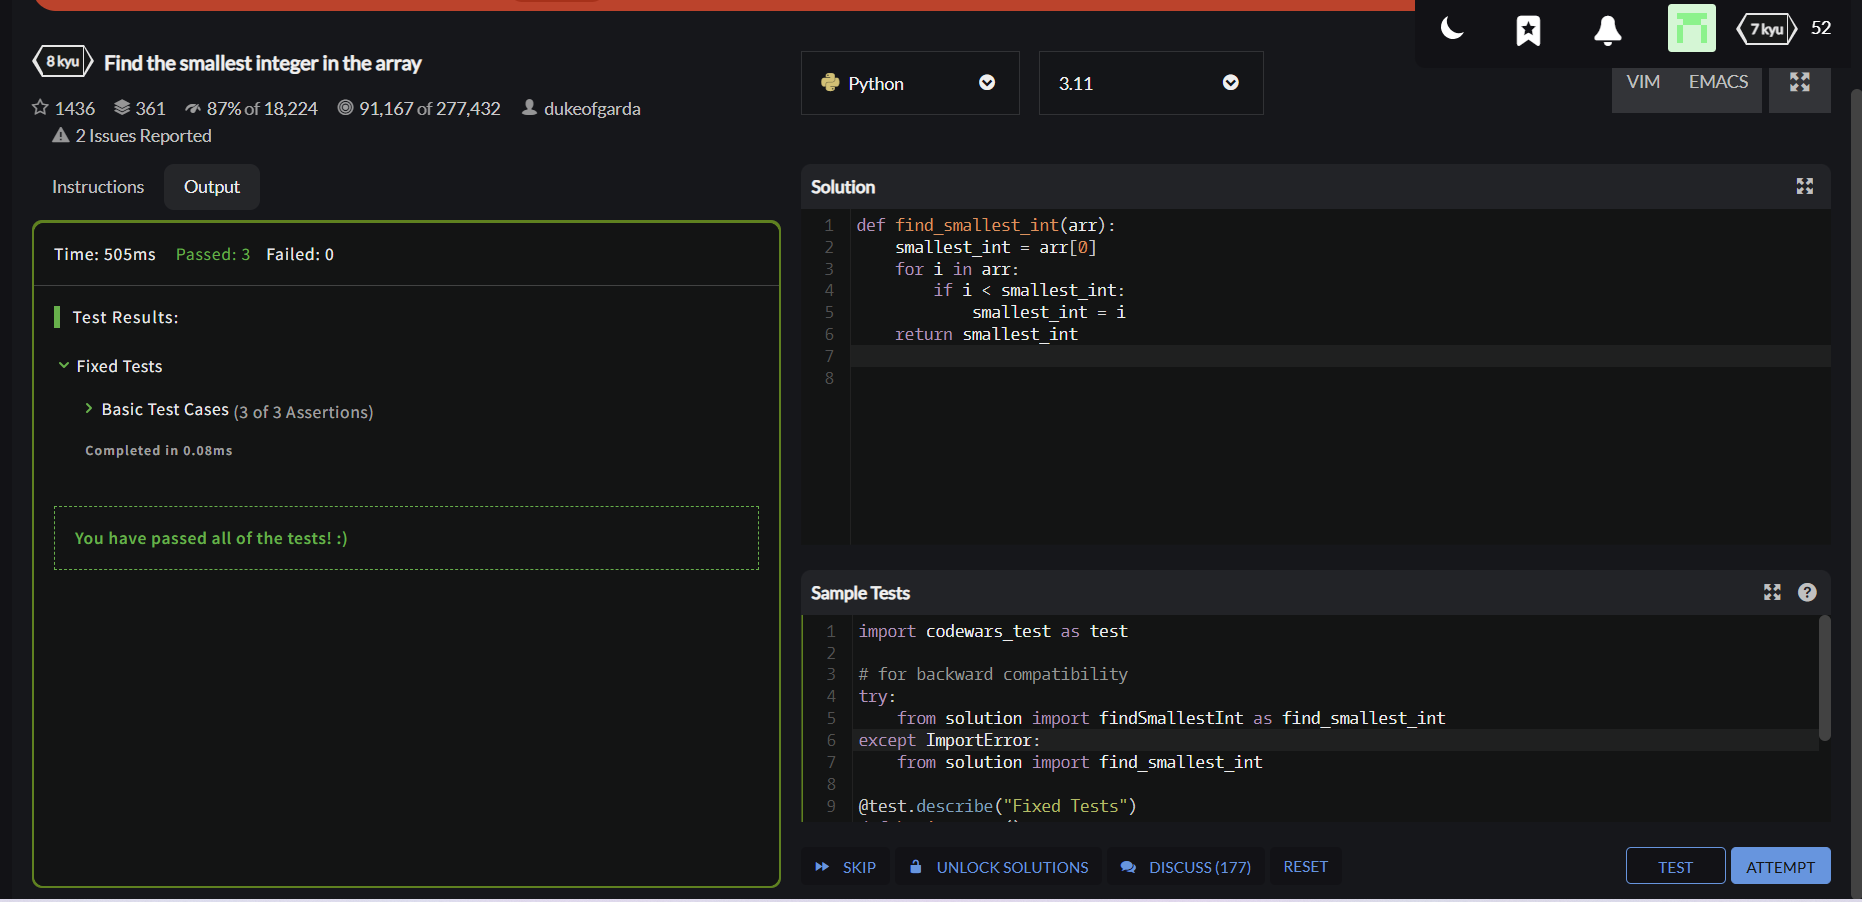 7 kyu 52
8 kyu Find the smallest integer in the array
1436 361 87% of 18,224 91,167 of 277,432 dukeofgarda
2 Issues Reported
Python
3.11
VIM EMACS
Instructions Output
Time: 505ms Passed: 3 Failed: 0
Test Results:
Fixed Tests
Basic Test Cases (3 of 3 Assertions)
Completed in 0.08ms
You have passed all of the tests! :)
Solution
1 def find_smallest_int(arr):
2     smallest_int = arr[0]
3     for i in arr:
4         if i < smallest_int:
5             smallest_int = i
6     return smallest_int
7
8
Sample Tests
1 import codewars_test as test
2
3 # for backward compatibility
4 try:
5     from solution import findSmallestInt as find_smallest_int
6 except ImportError:
7     from solution import find_smallest_int
8
9 @test.describe("Fixed Tests")
SKIP UNLOCK SOLUTIONS DISCUSS (177) RESET
TEST ATTEMPT